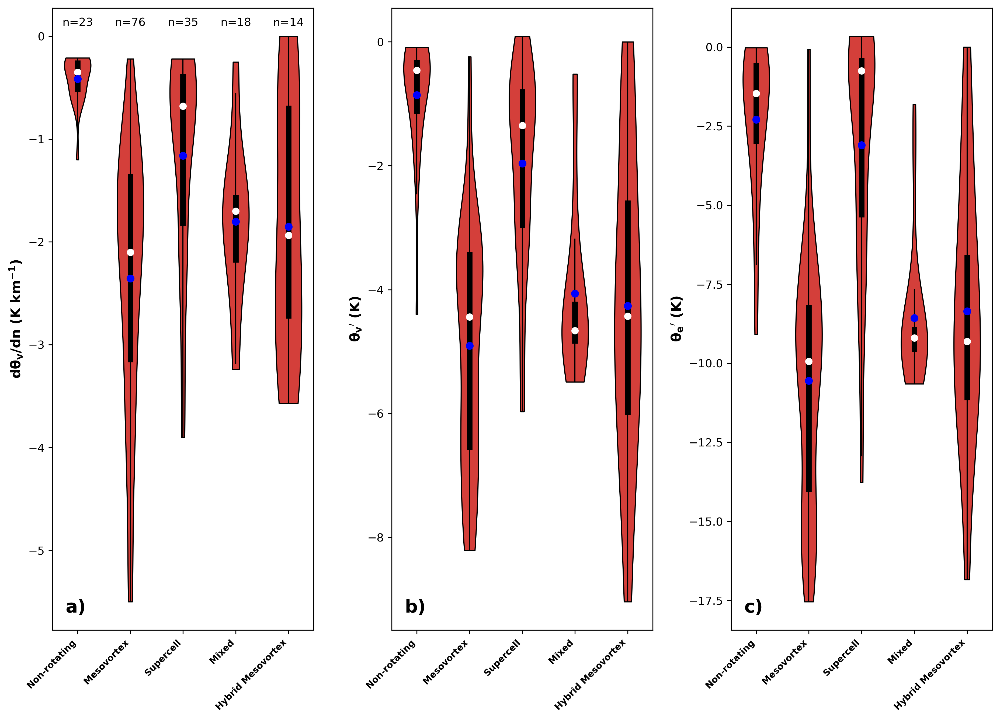 n=23 n=76 n=35 n=18 n=14
0
−1
−2
−3
−4
−5
dθv/dn (K km⁻¹)
a)
Non-rotating
Mesovortex
Supercell
Mixed
Hybrid Mesovortex
0
−2
−4
−6
−8
θv′ (K)
b)
Non-rotating
Mesovortex
Supercell
Mixed
Hybrid Mesovortex
0.0
−2.5
−5.0
−7.5
−10.0
−12.5
−15.0
−17.5
θe′ (K)
c)
Non-rotating
Mesovortex
Supercell
Mixed
Hybrid Mesovortex